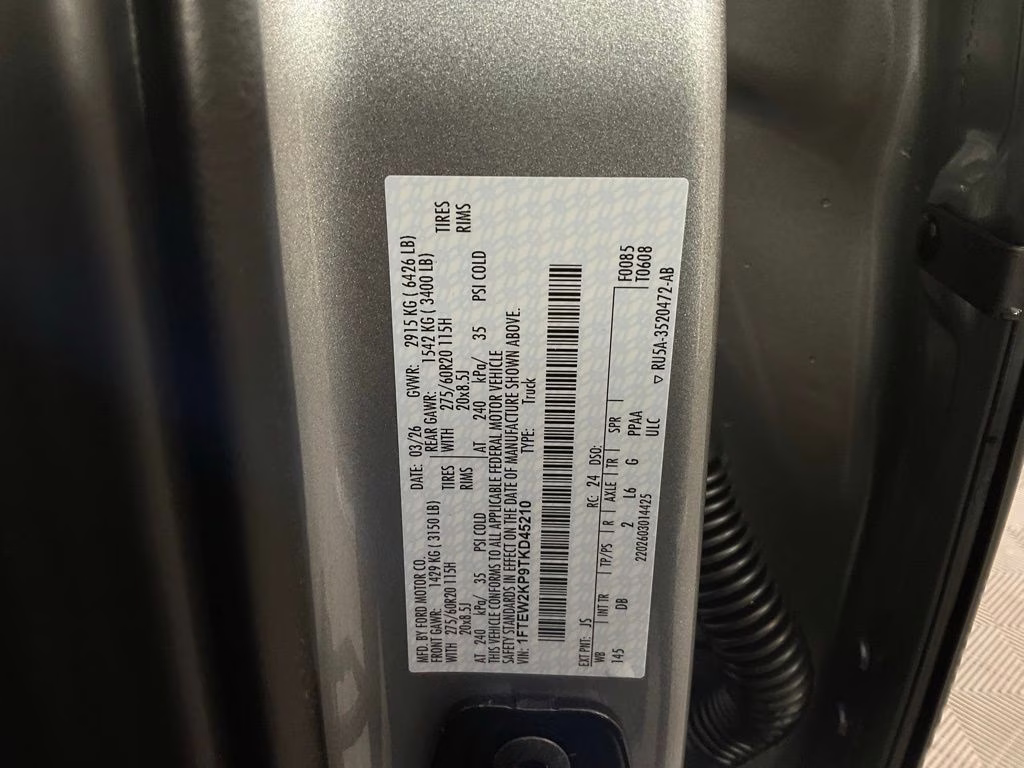 MFD. BY FORD MOTOR CO.
DATE: 03/26 GVWR: 2915 KG ( 6426 LB)
FRONT GAWR: 1429 KG ( 3150 LB) REAR GAWR: 1542 KG ( 3400 LB)
WITH 275/60R20 115H TIRES WITH 275/60R20 115H TIRES
20x8.5J RIMS 20x8.5J RIMS
AT 240 kPa/ 35 PSI COLD AT 240 kPa/ 35 PSI COLD
THIS VEHICLE CONFORMS TO ALL APPLICABLE FEDERAL MOTOR VEHICLE
SAFETY STANDARDS IN EFFECT ON THE DATE OF MANUFACTURE SHOWN ABOVE.
VIN: 1FTEW2KP9TKD45210 TYPE: Truck
EXT PNT: JS RC: 24 DSO: F0085
WB INT TR TP/PS R AXLE TR SPR T0608
145 DB 2 L6 G PPAA
2202603014425 ULC ▽ RU5A-3520472-AB